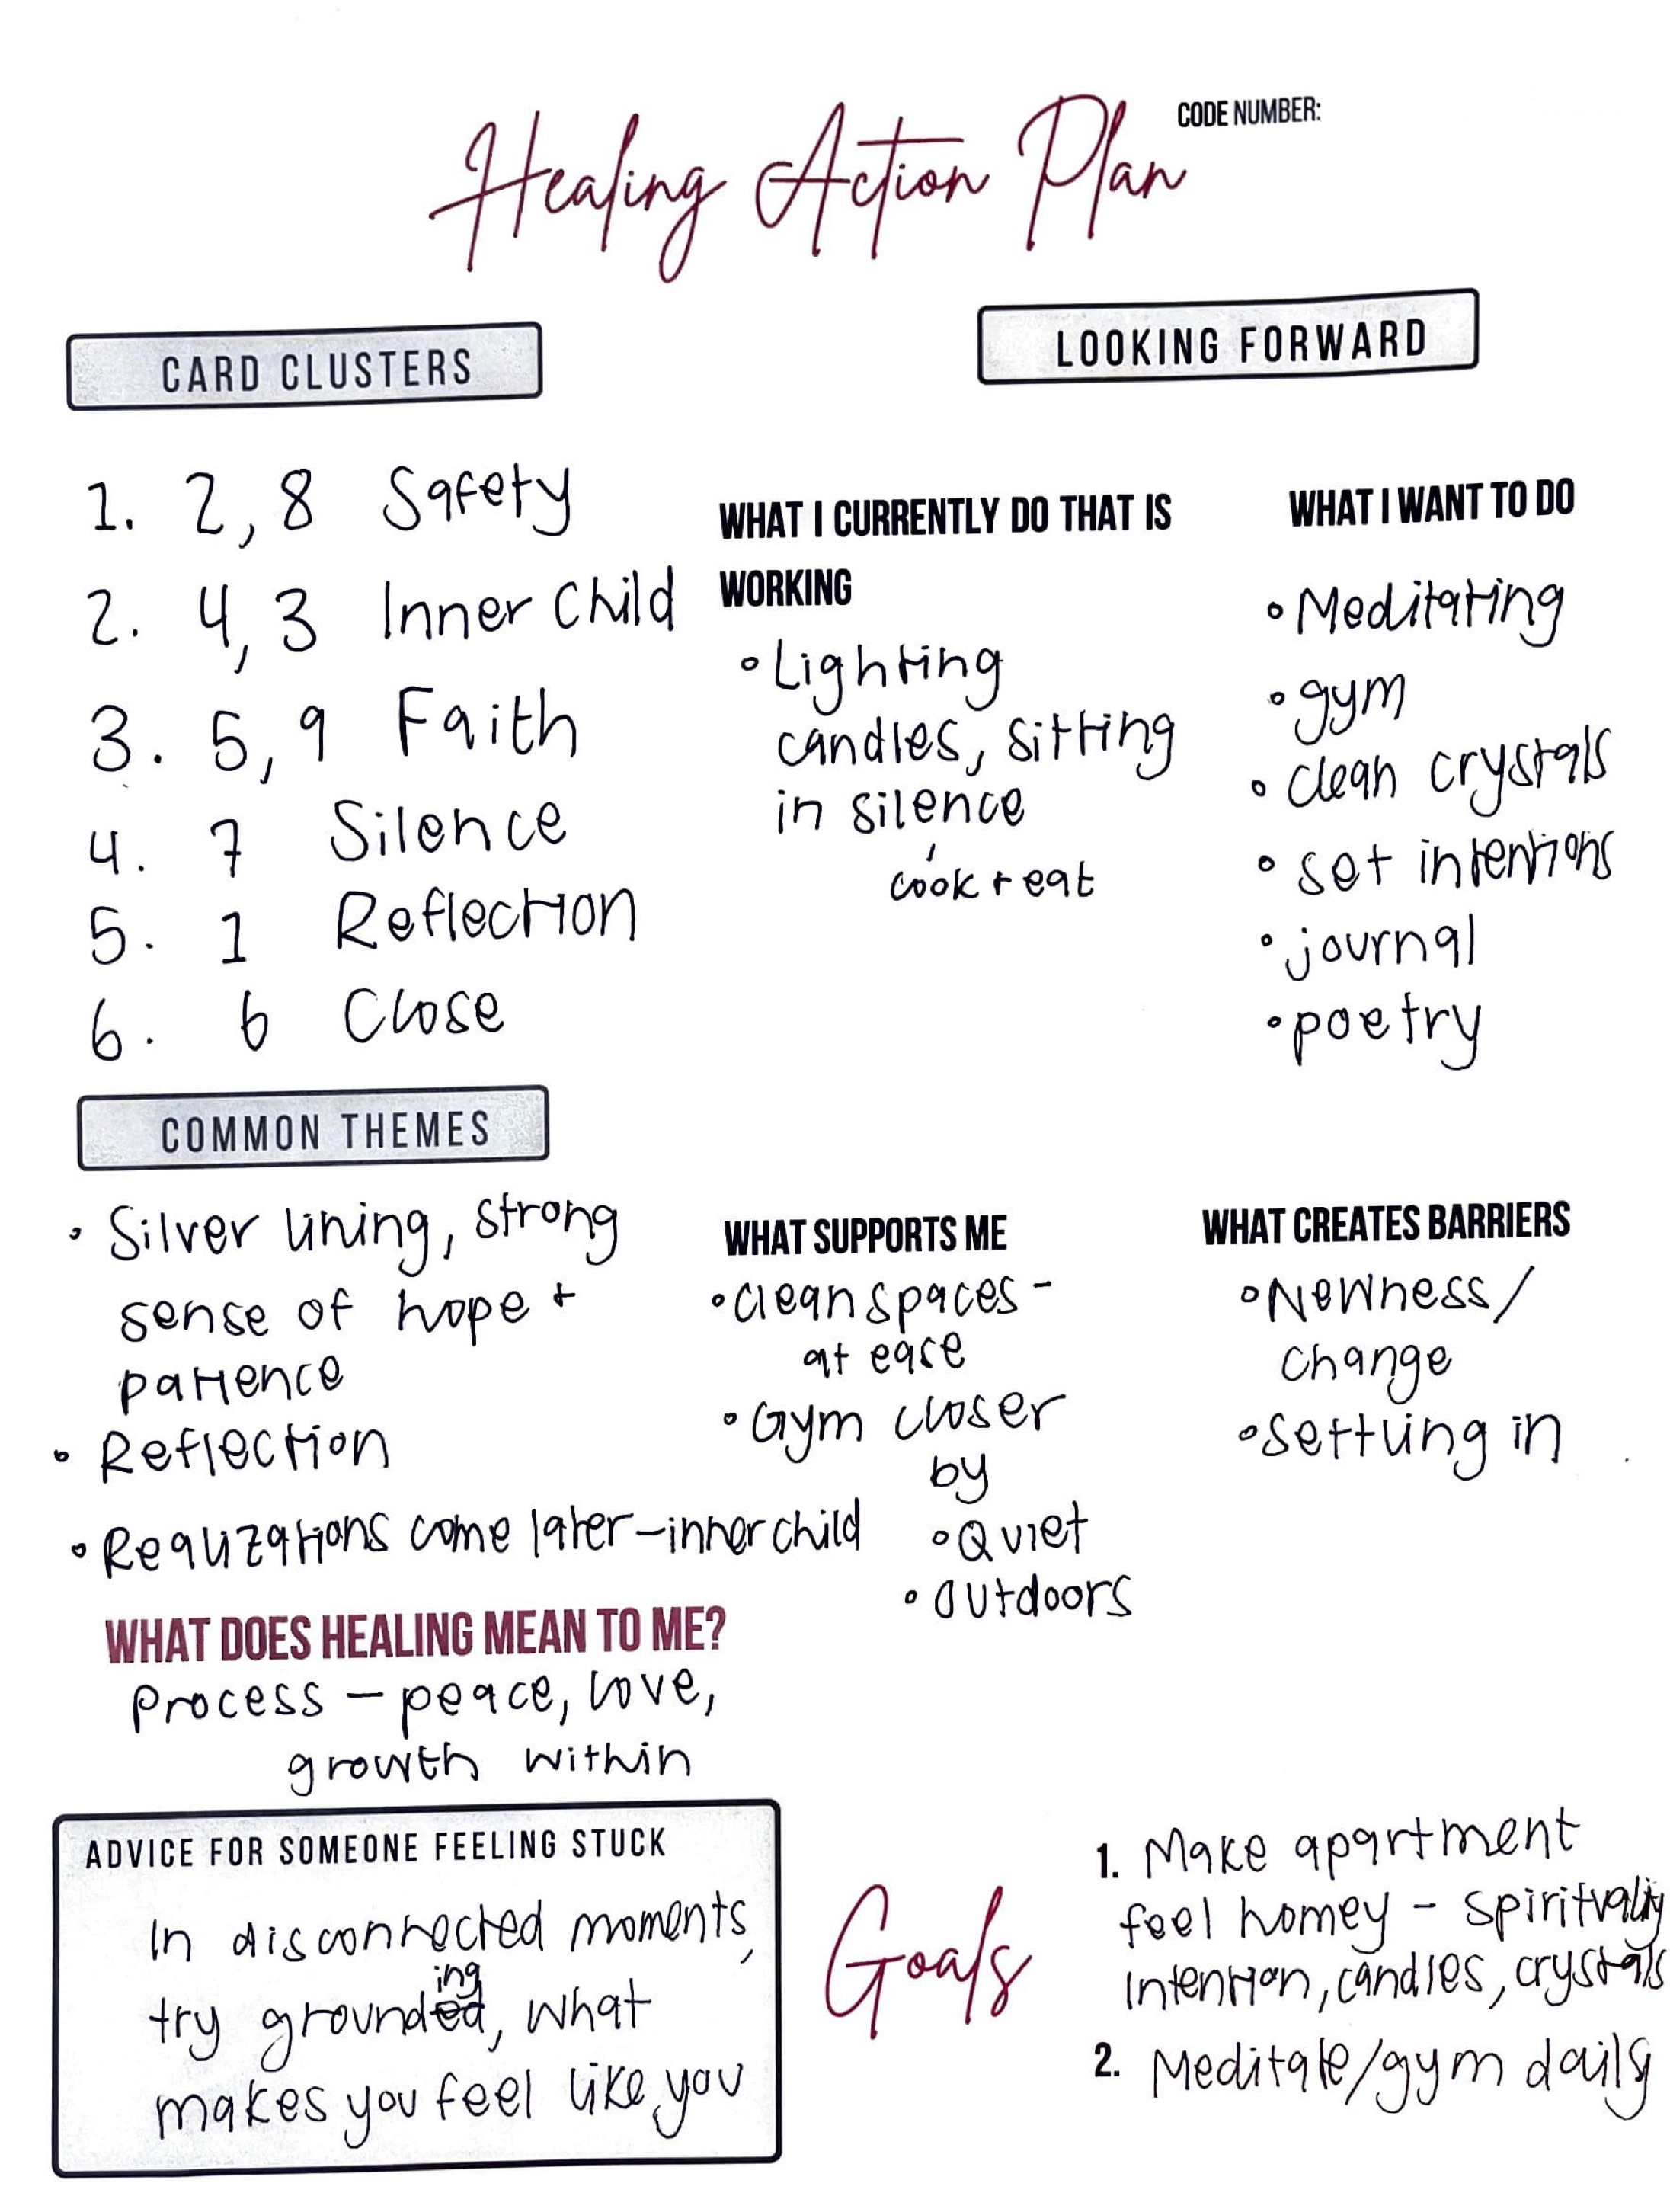 Healing Action Plan
CODE NUMBER:
CARD CLUSTERS
1. 2, 8 Safety
2. 4, 3 Inner Child
3. 5, 9 Faith
4. 7 Silence
5. 1 Reflection
6. 6 Close
COMMON THEMES
• Silver lining, strong
sense of hope +
patience
• Reflection
• Realizations come later - inner child
WHAT DOES HEALING MEAN TO ME?
Process - peace, love,
growth within
ADVICE FOR SOMEONE FEELING STUCK
In disconnected moments,
try grounding, what
makes you feel like you
LOOKING FORWARD
WHAT I CURRENTLY DO THAT IS
WORKING
• Lighting
candles, sitting
in silence,
cook + eat
WHAT I WANT TO DO
• Meditating
• gym
• clean crystals
• set intentions
• journal
• poetry
WHAT SUPPORTS ME
• clean spaces -
at ease
• Gym closer
by
• Quiet
• outdoors
WHAT CREATES BARRIERS
• Newness/
change
• Settling in
Goals
1. Make apartment
feel homey - spirituality
intention, candles, crystals
2. Meditate/gym daily